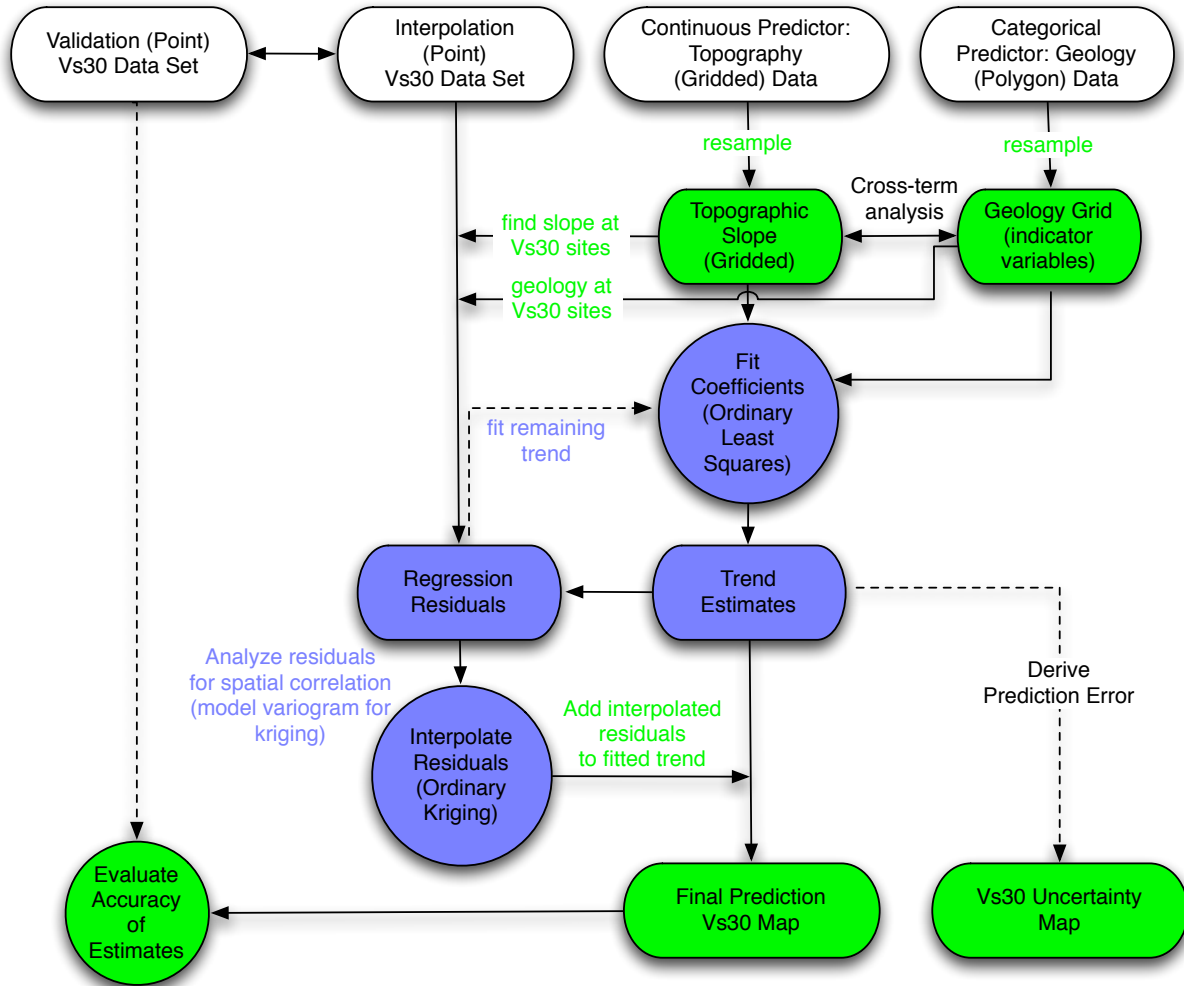 Validation (Point)
Vs30 Data Set
Interpolation
(Point)
Vs30 Data Set
Continuous Predictor:
Topography
(Gridded) Data
Categorical
Predictor: Geology
(Polygon) Data
resample
resample
Cross-term
analysis
find slope at
Vs30 sites
Topographic
Slope
(Gridded)
Geology Grid
(indicator
variables)
geology at
Vs30 sites
Fit
Coefficients
(Ordinary
Least
Squares)
fit remaining
trend
Regression
Residuals
Trend
Estimates
Analyze residuals
for spatial correlation
(model variogram for
kriging)
Derive
Prediction Error
Interpolate
Residuals
(Ordinary
Kriging)
Add interpolated
residuals
to fitted trend
Evaluate
Accuracy
of
Estimates
Final Prediction
Vs30 Map
Vs30 Uncertainty
Map